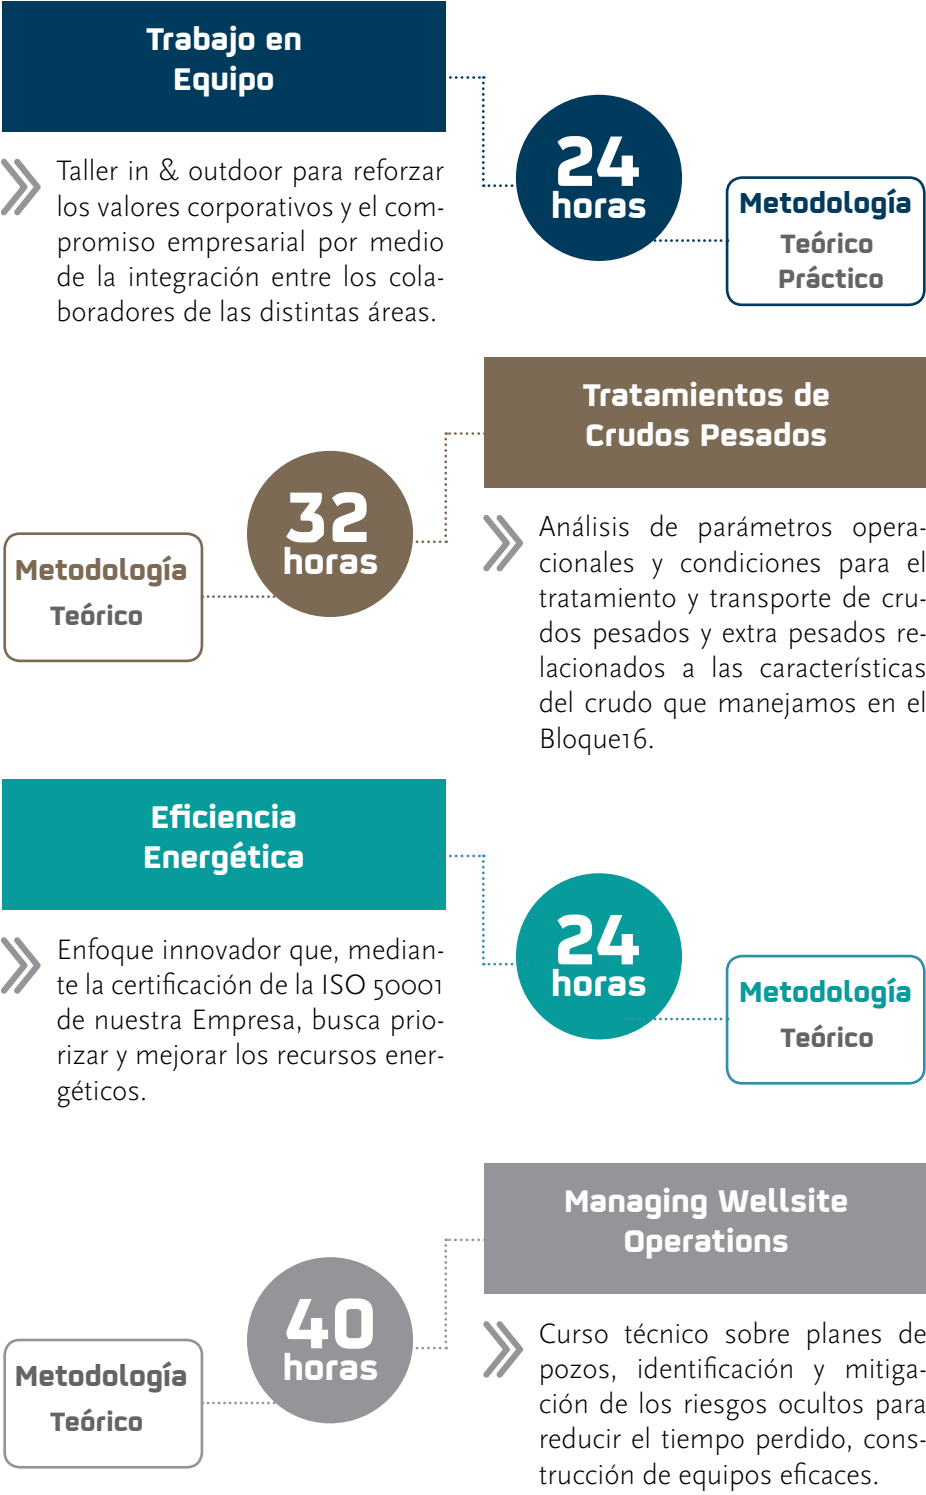 Trabajo en
Equipo
Taller in & outdoor para reforzar
los valores corporativos y el com-
promiso empresarial por medio
de la integración entre los cola-
boradores de las distintas áreas.
24
horas
Metodología
Teórico
Práctico
Tratamientos de
Crudos Pesados
Análisis de parámetros opera-
cionales y condiciones para el
tratamiento y transporte de cru-
dos pesados y extra pesados re-
lacionados a las características
del crudo que manejamos en el
Bloque16.
32
horas
Metodología
Teórico
Eficiencia
Energética
Enfoque innovador que, median-
te la certificación de la ISO 50001
de nuestra Empresa, busca prio-
rizar y mejorar los recursos ener-
géticos.
24
horas
Metodología
Teórico
Managing Wellsite
Operations
Curso técnico sobre planes de
pozos, identificación y mitiga-
ción de los riesgos ocultos para
reducir el tiempo perdido, cons-
trucción de equipos eficaces.
40
horas
Metodología
Teórico